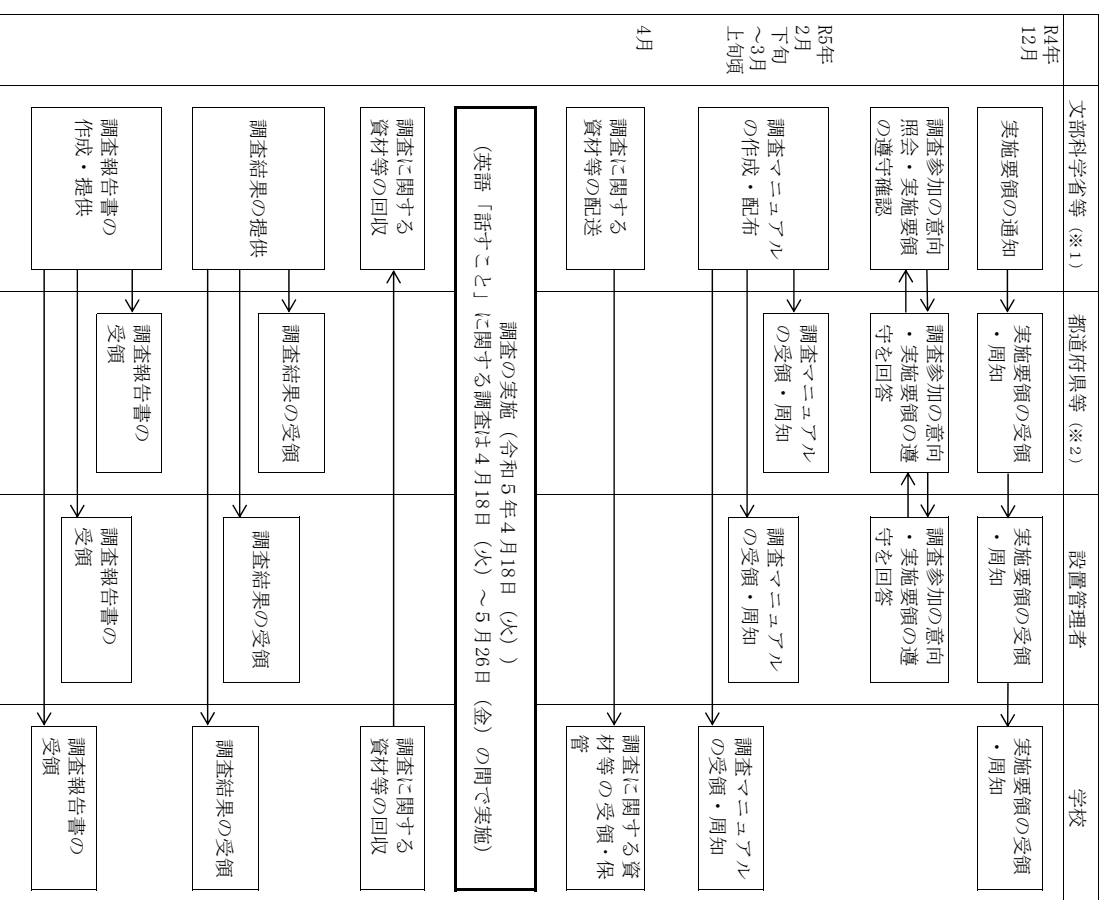 文部科学省等（※1）
都道府県等（※2）
設置管理者
学校
R4年
12月
実施要領の通知
実施要領の受領
・周知
実施要領の受領
・周知
実施要領の受領
・周知
調査参加の意向
照会・実施要領
の遵守確認
調査参加の意向
・実施要領の遵
守を回答
調査参加の意向
・実施要領の遵
守を回答
R5年
2月
下旬
～3月
上旬頃
調査マニュアル
の作成・配布
調査マニュアル
の受領・周知
調査マニュアル
の受領・周知
調査マニュアル
の受領・周知
4月
調査に関する
資材等の配送
調査に関する資
材等の受領・保
管
調査の実施（令和５年４月18日（火））
（英語「話すこと」に関する調査は４月18日（火）～５月26日（金）の間で実施）
調査に関する
資材等の回収
調査に関する
資材等の回収
調査結果の提供
調査結果の受領
調査結果の受領
調査結果の受領
調査報告書の
作成・提供
調査報告書の
受領
調査報告書の
受領
調査報告書の
受領